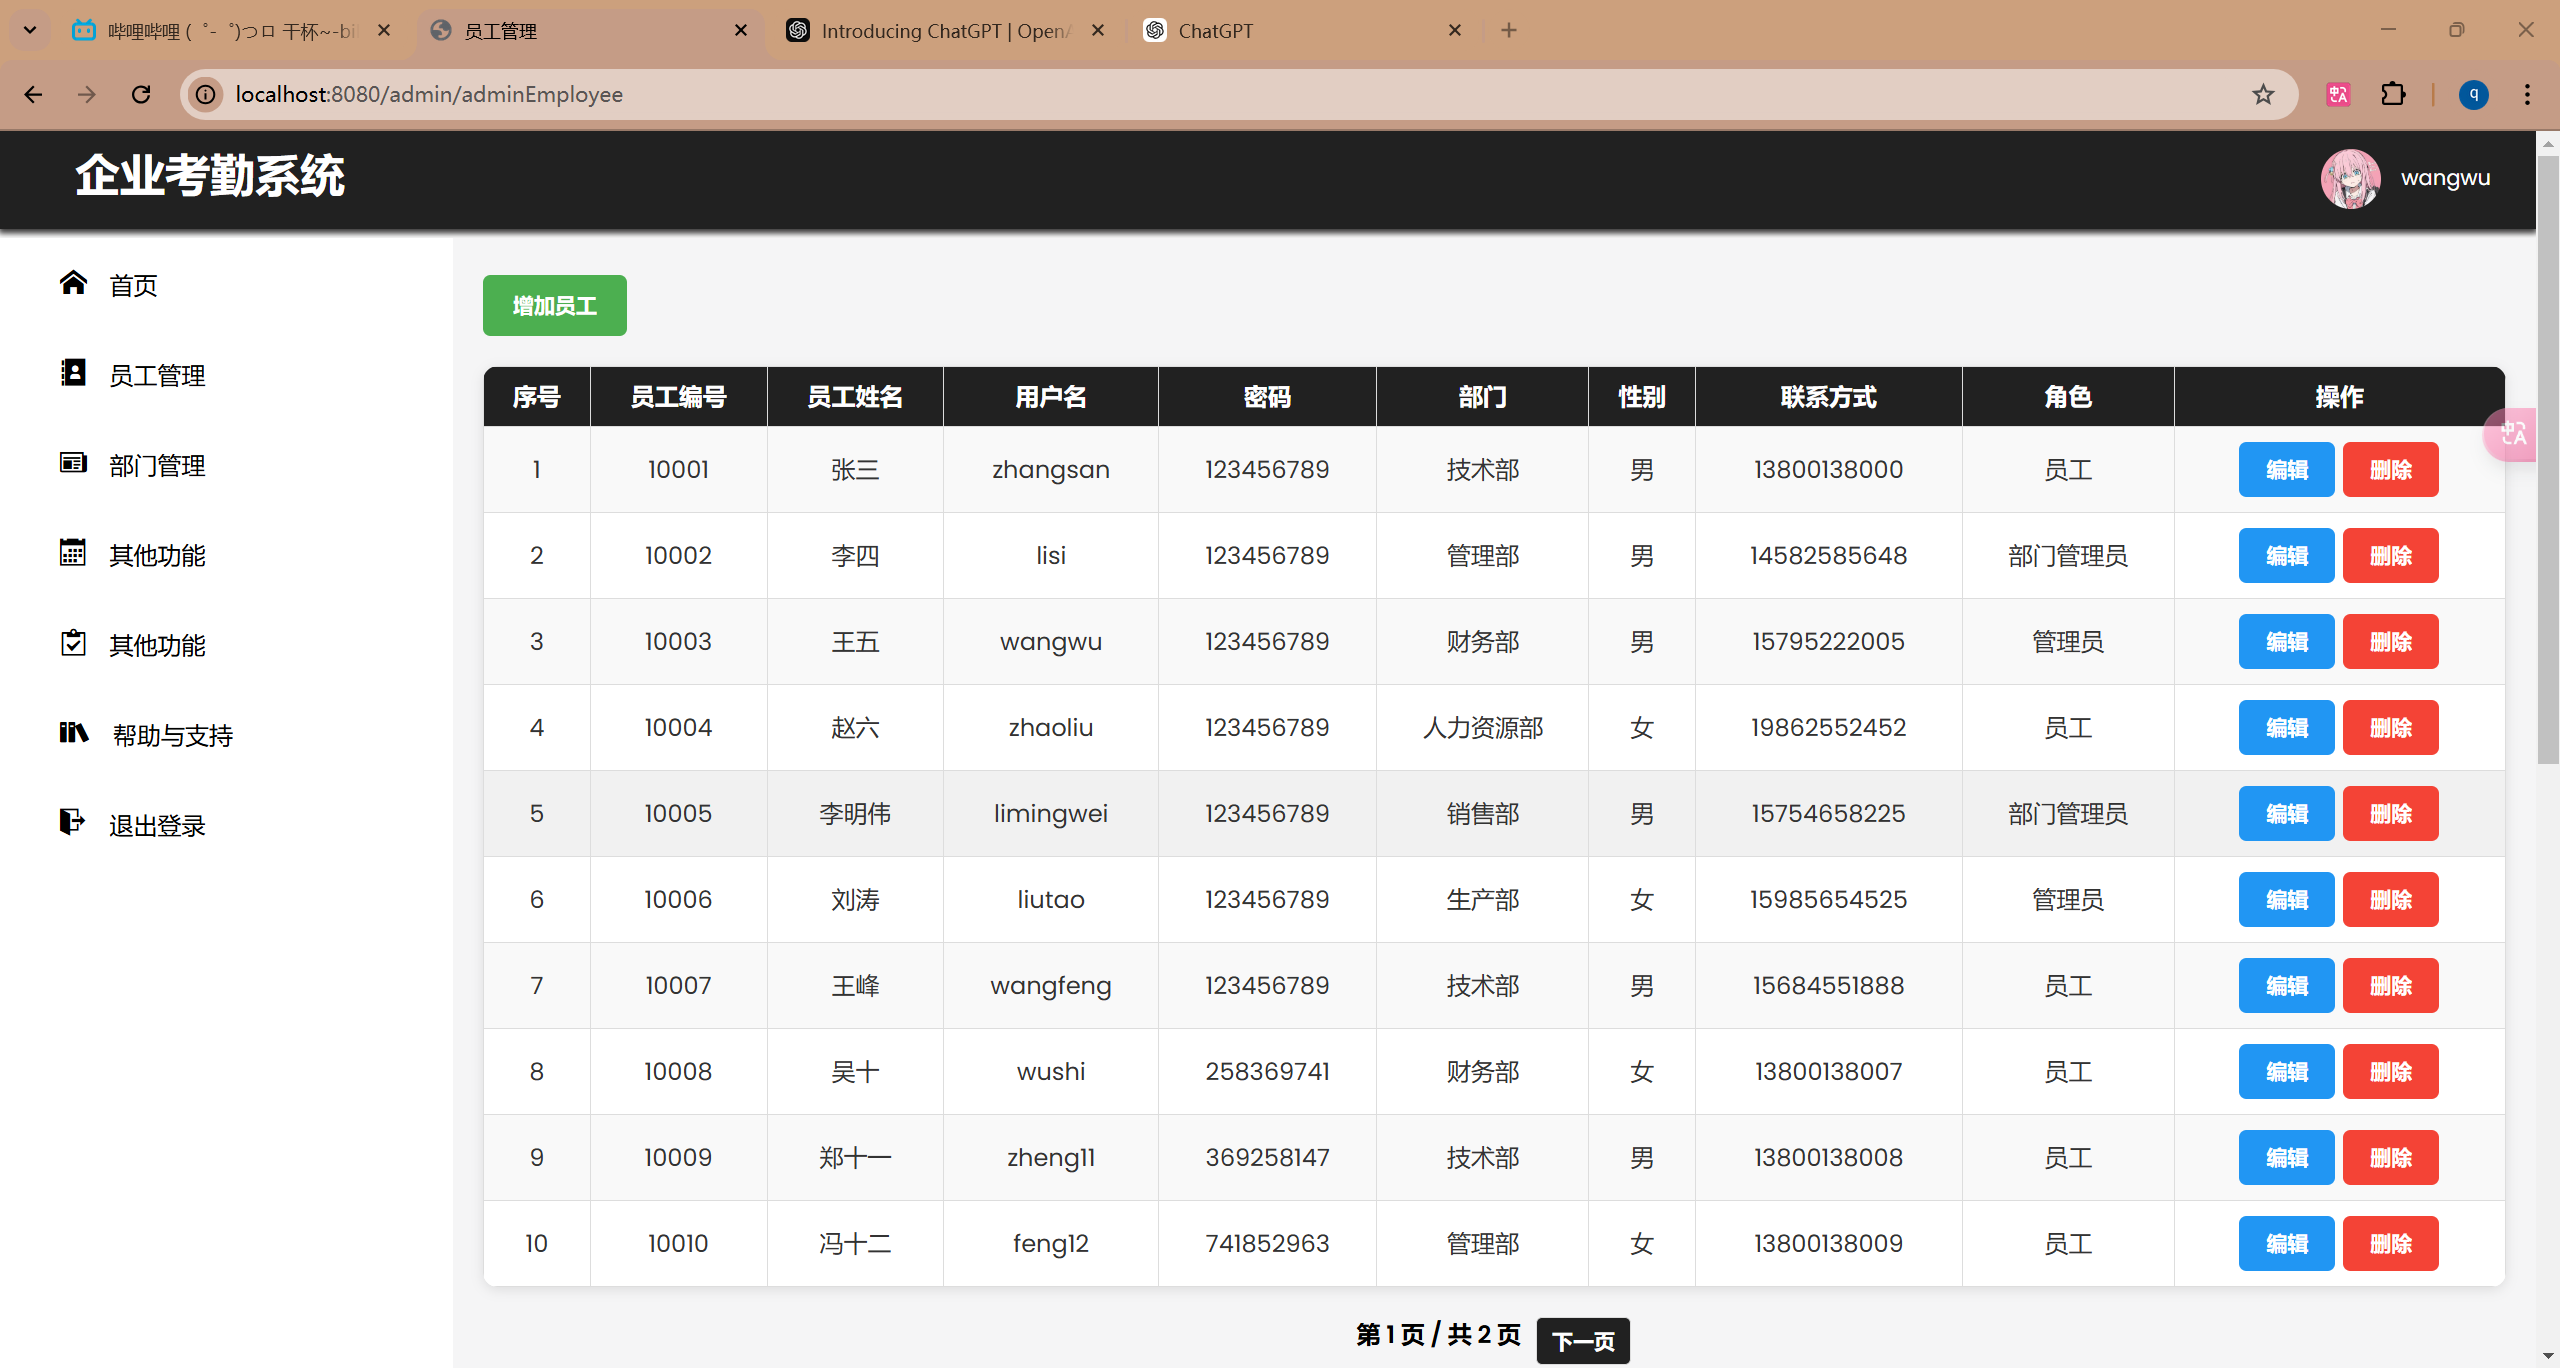 哔哩哔哩 ( ゜- ゜)つロ 干杯~-bi
员工管理
Introducing ChatGPT | OpenA
ChatGPT
localhost:8080/admin/adminEmployee
q
企业考勤系统
wangwu
首页
员工管理
部门管理
其他功能
其他功能
帮助与支持
退出登录
增加员工
序号 员工编号 员工姓名 用户名 密码 部门 性别 联系方式 角色 操作
1 10001 张三 zhangsan 123456789 技术部 男 13800138000 员工 编辑 删除
2 10002 李四 lisi 123456789 管理部 男 14582585648 部门管理员 编辑 删除
3 10003 王五 wangwu 123456789 财务部 男 15795222005 管理员 编辑 删除
4 10004 赵六 zhaoliu 123456789 人力资源部 女 19862552452 员工 编辑 删除
5 10005 李明伟 limingwei 123456789 销售部 男 15754658225 部门管理员 编辑 删除
6 10006 刘涛 liutao 123456789 生产部 女 15985654525 管理员 编辑 删除
7 10007 王峰 wangfeng 123456789 技术部 男 15684551888 员工 编辑 删除
8 10008 吴十 wushi 258369741 财务部 女 13800138007 员工 编辑 删除
9 10009 郑十一 zheng11 369258147 技术部 男 13800138008 员工 编辑 删除
10 10010 冯十二 feng12 741852963 管理部 女 13800138009 员工 编辑 删除
第 1 页 / 共 2 页 下一页